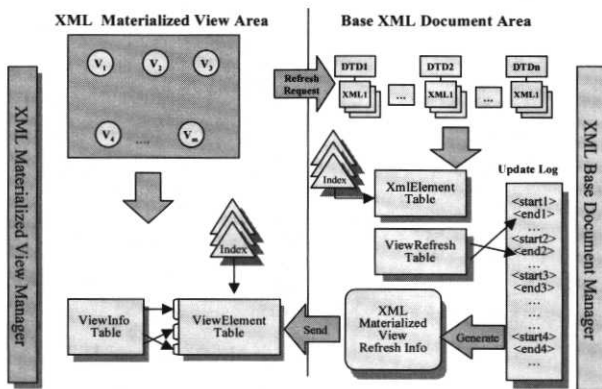 XML Materialized View Area
Base XML Document Area
XML Materialized View Manager
V1
V2
V3
V4
....
Vm
Refresh
Request
DTD1
DTD2
DTDn
XML1
...
XML1
...
XML1
Index
XmlElement
Table
ViewRefresh
Table
Update Log
<start1>
<end1>
...
<start2>
<end2>
...
<start3>
<end3>
...
...
...
<start4>
<end4>
...
XML Base Document Manager
Index
ViewInfo
Table
ViewElement
Table
Send
XML
Materialized
View
Refresh Info
Generate